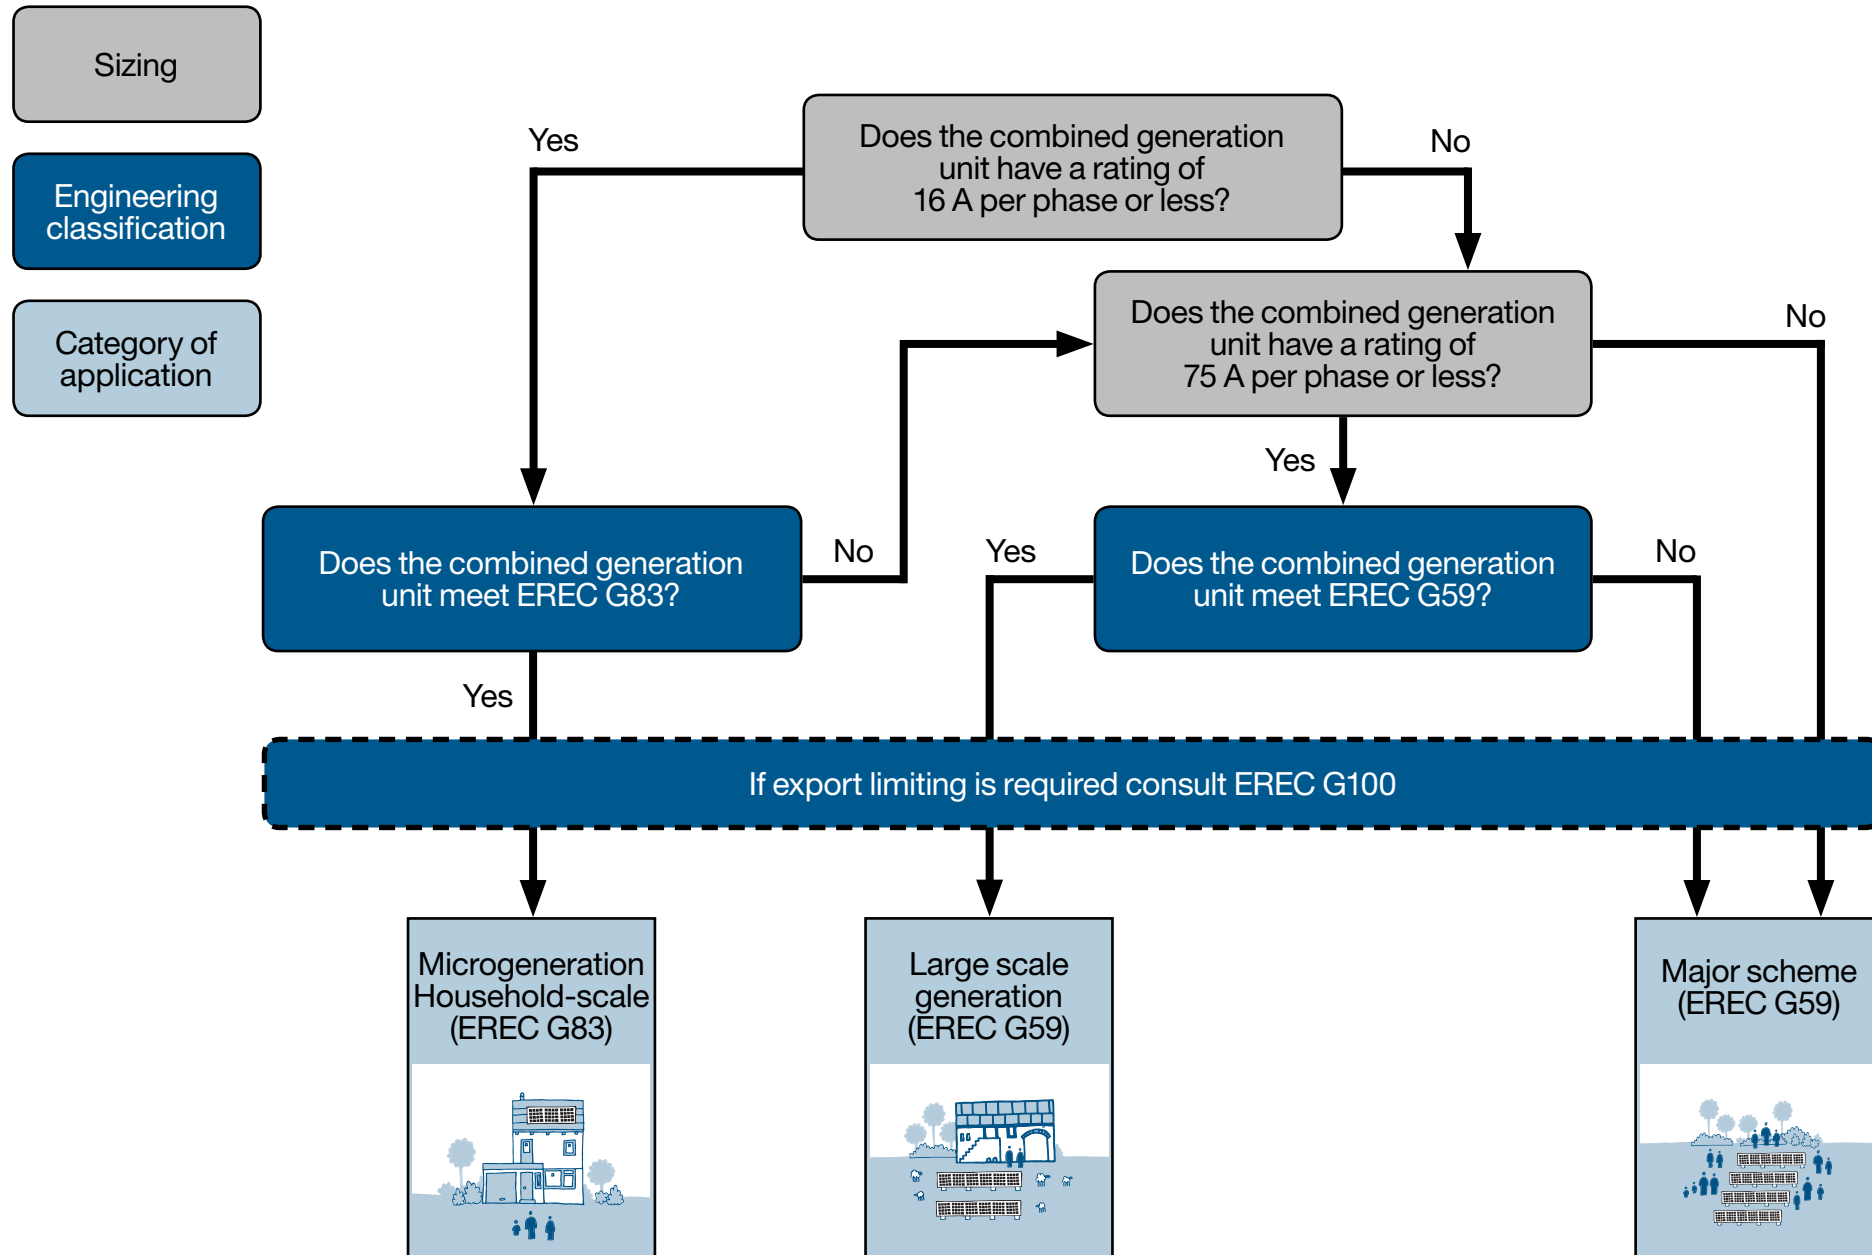 Sizing
Engineering
classification
Category of
application
Does the combined generation
unit have a rating of
16 A per phase or less?
Yes
No
Does the combined generation
unit have a rating of
75 A per phase or less?
No
Yes
Does the combined generation
unit meet EREC G83?
No
Yes
Does the combined generation
unit meet EREC G59?
No
Yes
If export limiting is required consult EREC G100
Microgeneration
Household-scale
(EREC G83)
Large scale
generation
(EREC G59)
Major scheme
(EREC G59)